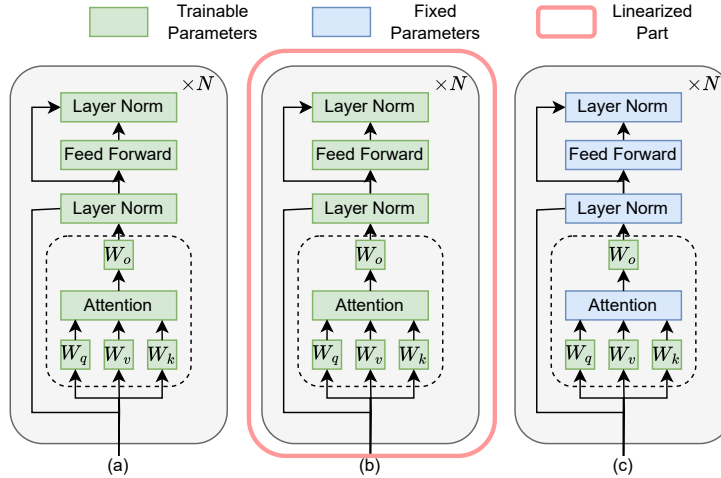 Trainable
Parameters
Fixed
Parameters
Linearized
Part
×N
Layer Norm
Feed Forward
Layer Norm
W_o
Attention
W_q
W_v
W_k
(a)
×N
Layer Norm
Feed Forward
Layer Norm
W_o
Attention
W_q
W_v
W_k
(b)
×N
Layer Norm
Feed Forward
Layer Norm
W_o
Attention
W_q
W_v
W_k
(c)